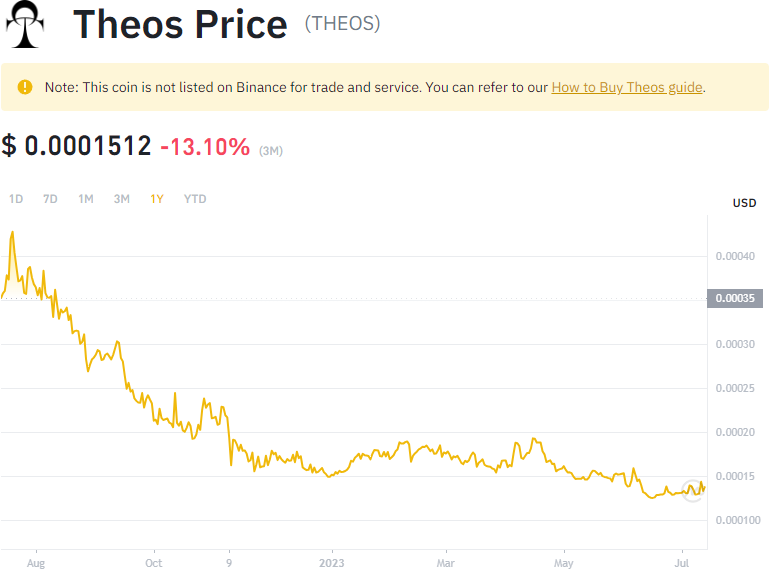 Theos Price (THEOS)
Note: This coin is not listed on Binance for trade and service. You can refer to our How to Buy Theos guide.
$ 0.0001512 -13.10% (3M)
1D 7D 1M 3M 1Y YTD
USD
0.00040
0.00035
0.00030
0.00025
0.00020
0.00015
0.000100
Aug Oct 9 2023 Mar May Jul